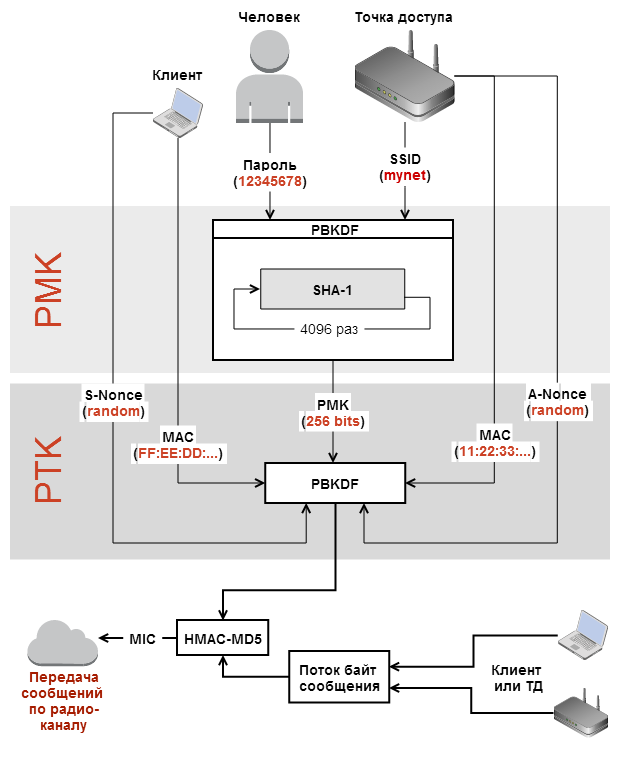 Человек
Точка доступа
Клиент
Пароль
(12345678)
SSID
(mynet)
PMK
PBKDF
SHA-1
4096 раз
PTK
S-Nonce
(random)
MAC
(FF:EE:DD:...)
PMK
(256 bits)
MAC
(11:22:33:...)
A-Nonce
(random)
PBKDF
HMAC-MD5
MIC
Передача
сообщений
по радио-
каналу
Поток байт
сообщения
Клиент
или ТД